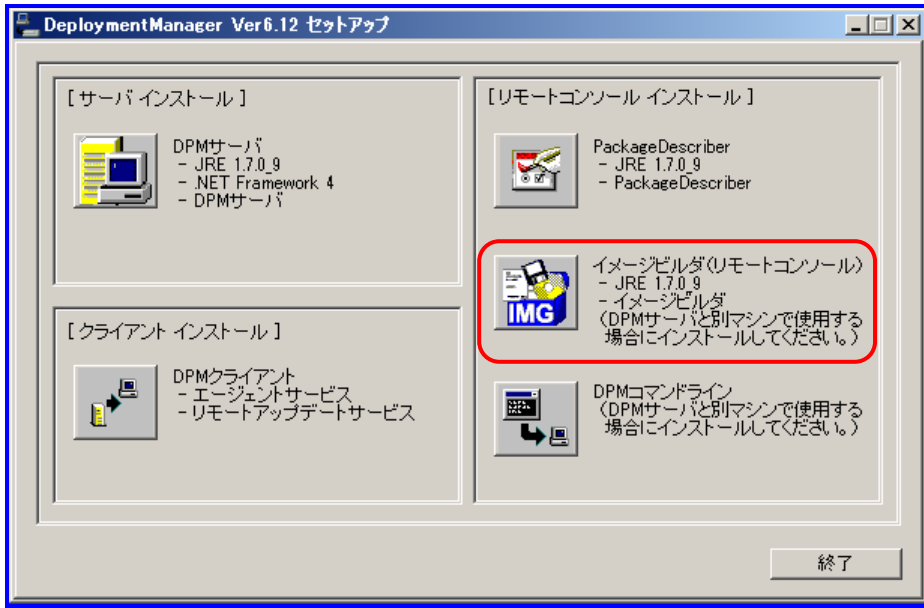 DeploymentManager Ver6.12 セットアップ
[ サーバ インストール ]
DPMサーバ
- JRE 1.7.0_9
- .NET Framework 4
- DPMサーバ
[ クライアント インストール ]
DPMクライアント
- エージェントサービス
- リモートアップデートサービス
[ リモートコンソール インストール ]
PackageDescriber
- JRE 1.7.0_9
- PackageDescriber
IMG
イメージビルダ(リモートコンソール)
- JRE 1.7.0_9
- イメージビルダ
(DPMサーバと別マシンで使用する
場合にインストールしてください。)
DPMコマンドライン
(DPMサーバと別マシンで使用する
場合にインストールしてください。)
終了